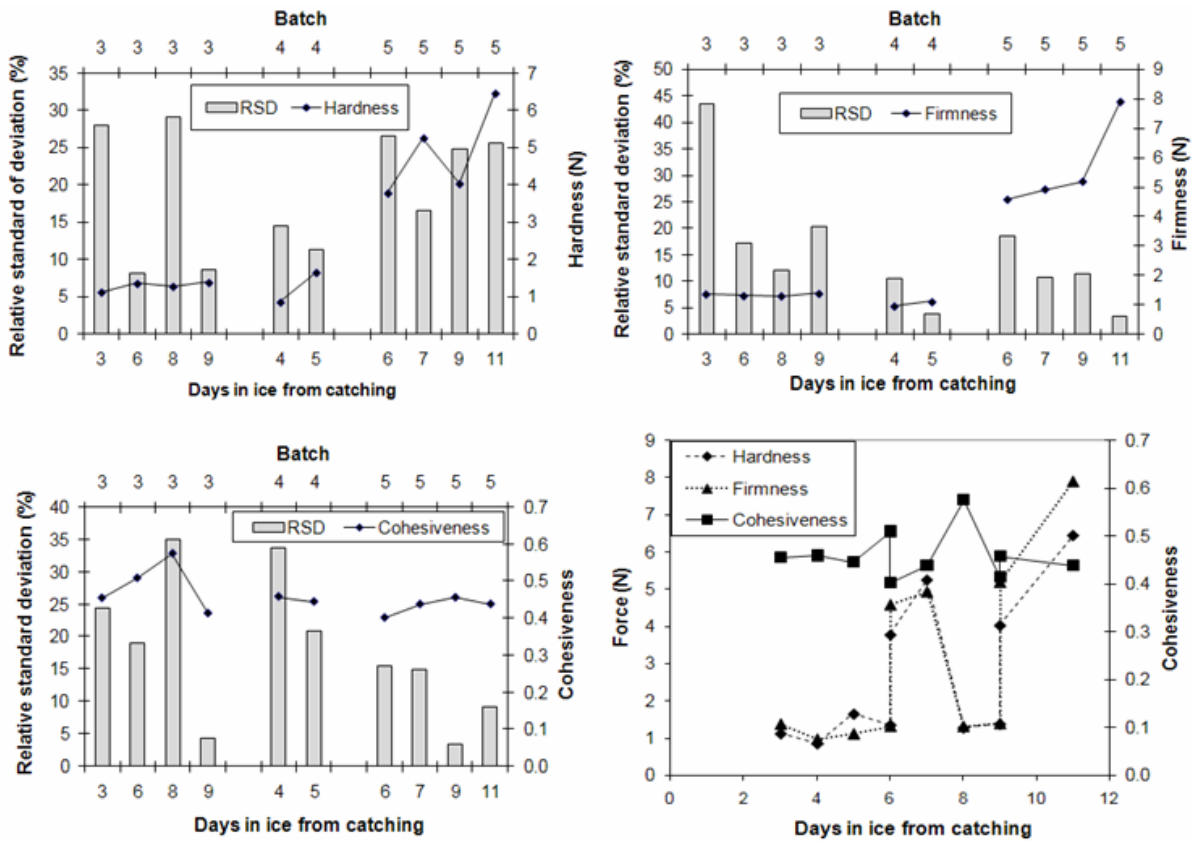 Batch
3 3 3 3 4 4 5 5 5 5
Relative standard of deviation (%)
35
30
25
20
15
10
5
0
RSD Hardness
7
6
5
4
3
2
1
0
Hardness (N)
3 6 8 9 4 5 6 7 9 11
Days in ice from catching
Batch
3 3 3 3 4 4 5 5 5 5
Relative standard deviation (%)
50
45
40
35
30
25
20
15
10
5
0
RSD Firmness
9
8
7
6
5
4
3
2
1
0
Firmness (N)
3 6 8 9 4 5 6 7 9 11
Days in ice from catching
Batch
3 3 3 3 4 4 5 5 5 5
Relative standard deviation (%)
40
35
30
25
20
15
10
5
0
RSD Cohesiveness
0.7
0.6
0.5
0.4
0.3
0.2
0.1
0.0
Cohesiveness
3 6 8 9 4 5 6 7 9 11
Days in ice from catching
Force (N)
9
8
7
6
5
4
3
2
1
0
Hardness
Firmness
Cohesiveness
0.7
0.6
0.5
0.4
0.3
0.2
0.1
0.0
Cohesiveness
0 2 4 6 8 10 12
Days in ice from catching